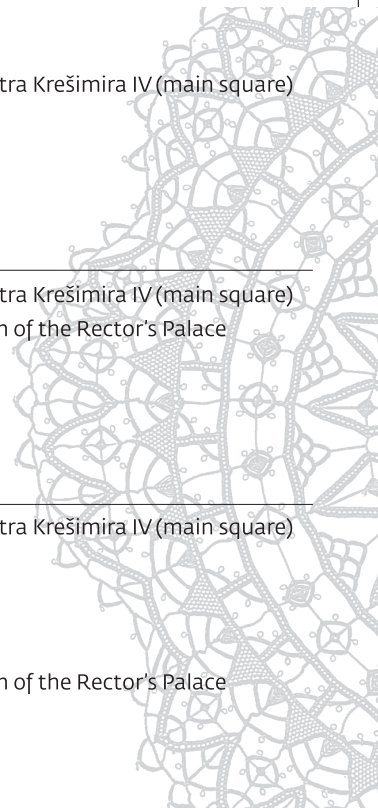 tra Krešimira IV (main square)
tra Krešimira IV (main square)
n of the Rector's Palace
tra Krešimira IV (main square)
n of the Rector's Palace